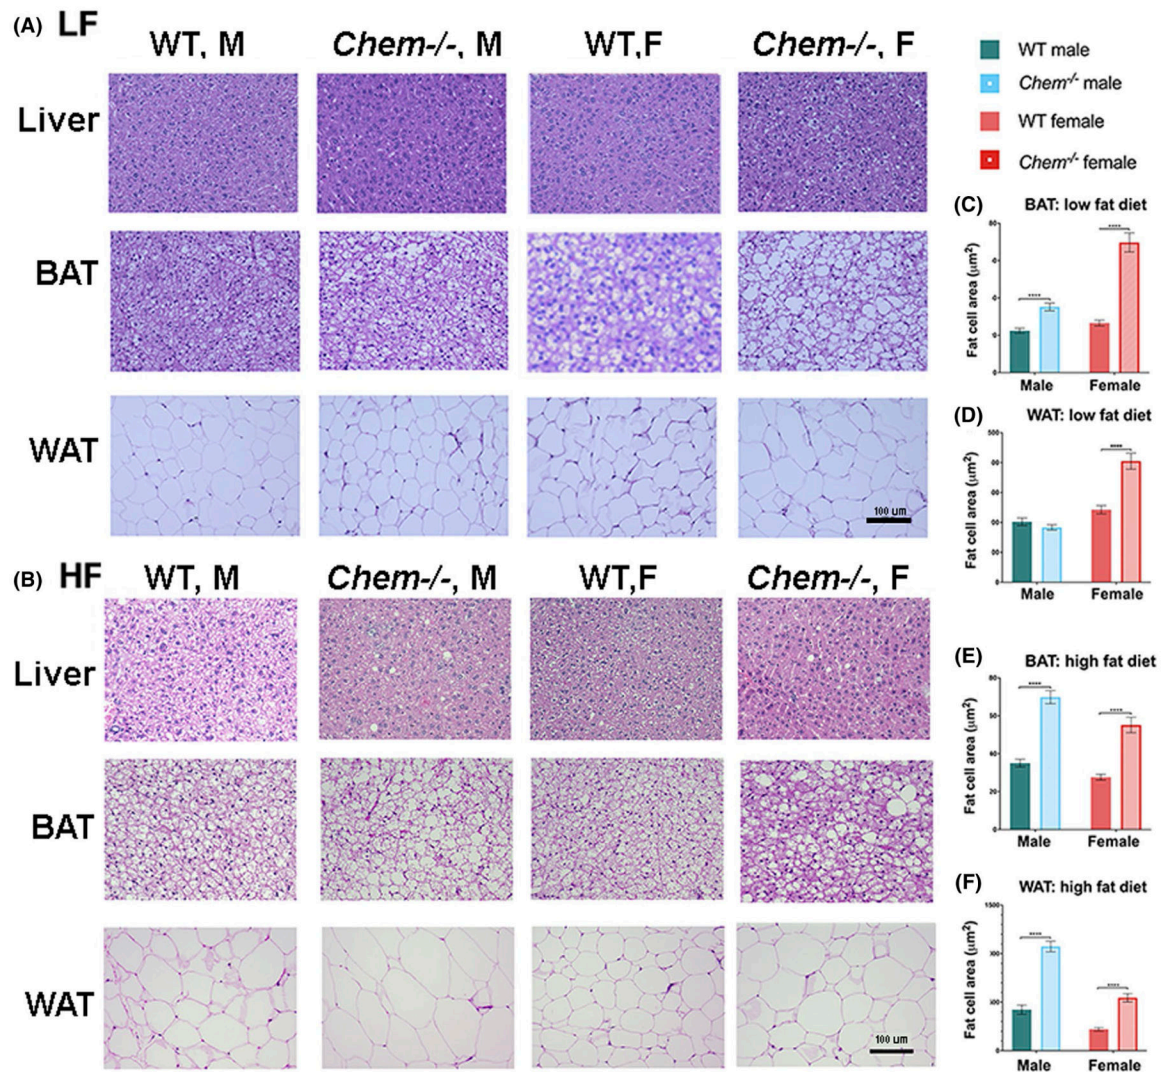 (A) LF
WT, M Chem-/-, M WT,F Chem-/-, F
Liver
BAT
WAT
100 um
(B) HF
WT, M Chem-/-, M WT,F Chem-/-, F
Liver
BAT
WAT
100 um
WT male
Chem-/- male
WT female
Chem-/- female
(C) BAT: low fat diet
Fat cell area (µm2)
****
****
Male Female
(D) WAT: low fat diet
Fat cell area (µm2)
500
****
Male Female
(E) BAT: high fat diet
Fat cell area (µm2)
40
20
****
****
Male Female
(F) WAT: high fat diet
Fat cell area (µm2)
1500
****
****
Male Female